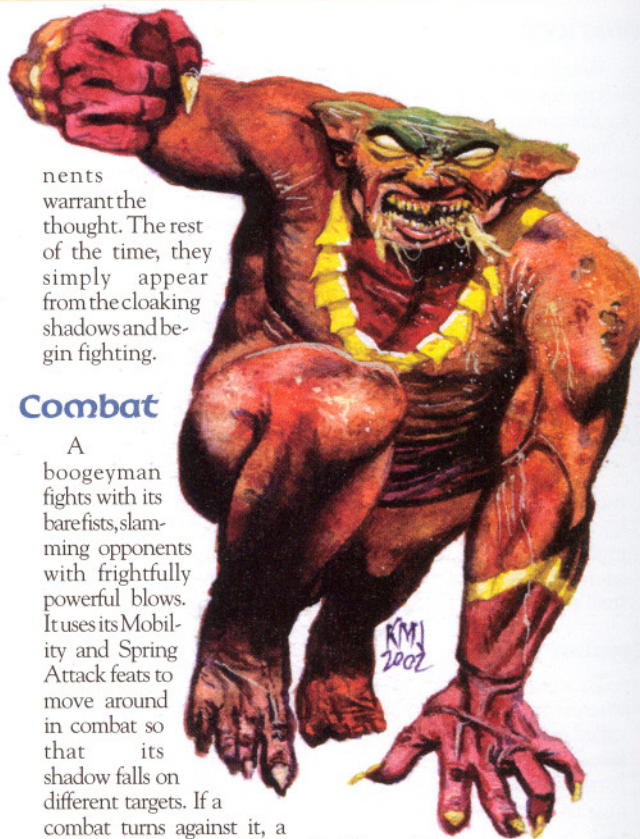 nents
warrant the
thought. The rest
of the time, they
simply appear
from the cloaking
shadows and be-
gin fighting.
Combat
A
boogeyman
fights with its
bare fists, slam-
ming opponents
with frightfully
powerful blows.
It uses its Mobil-
ity and Spring
Attack feats to
move around
in combat so
that its
shadow falls on
different targets. If a
combat turns against it, a
KMJ
2002